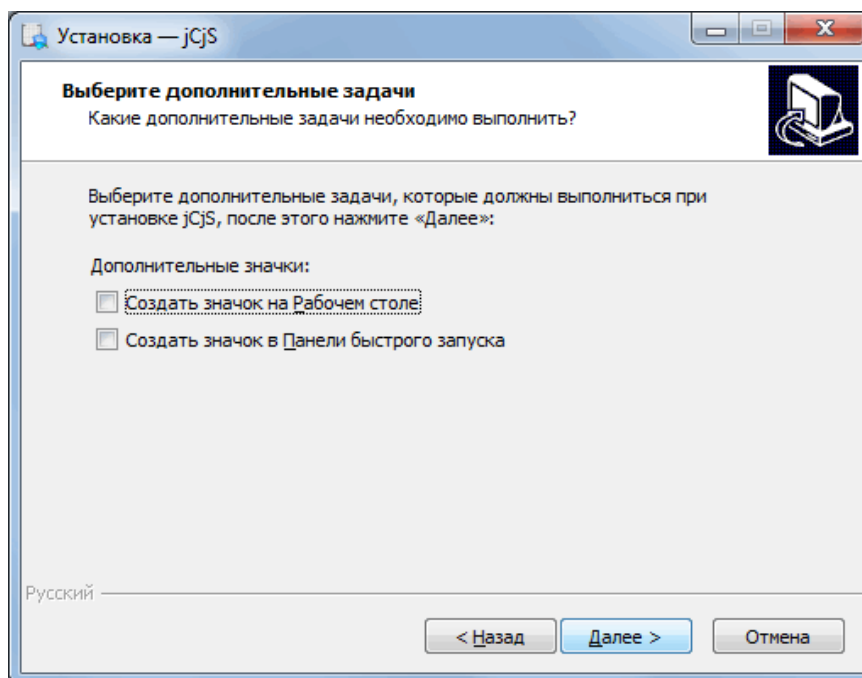 Установка — jCjS
Выберите дополнительные задачи
Какие дополнительные задачи необходимо выполнить?
Выберите дополнительные задачи, которые должны выполниться при
установке jCjS, после этого нажмите «Далее»:
Дополнительные значки:
Создать значок на Рабочем столе
Создать значок в Панели быстрого запуска
Русский
< Назад
Далее >
Отмена